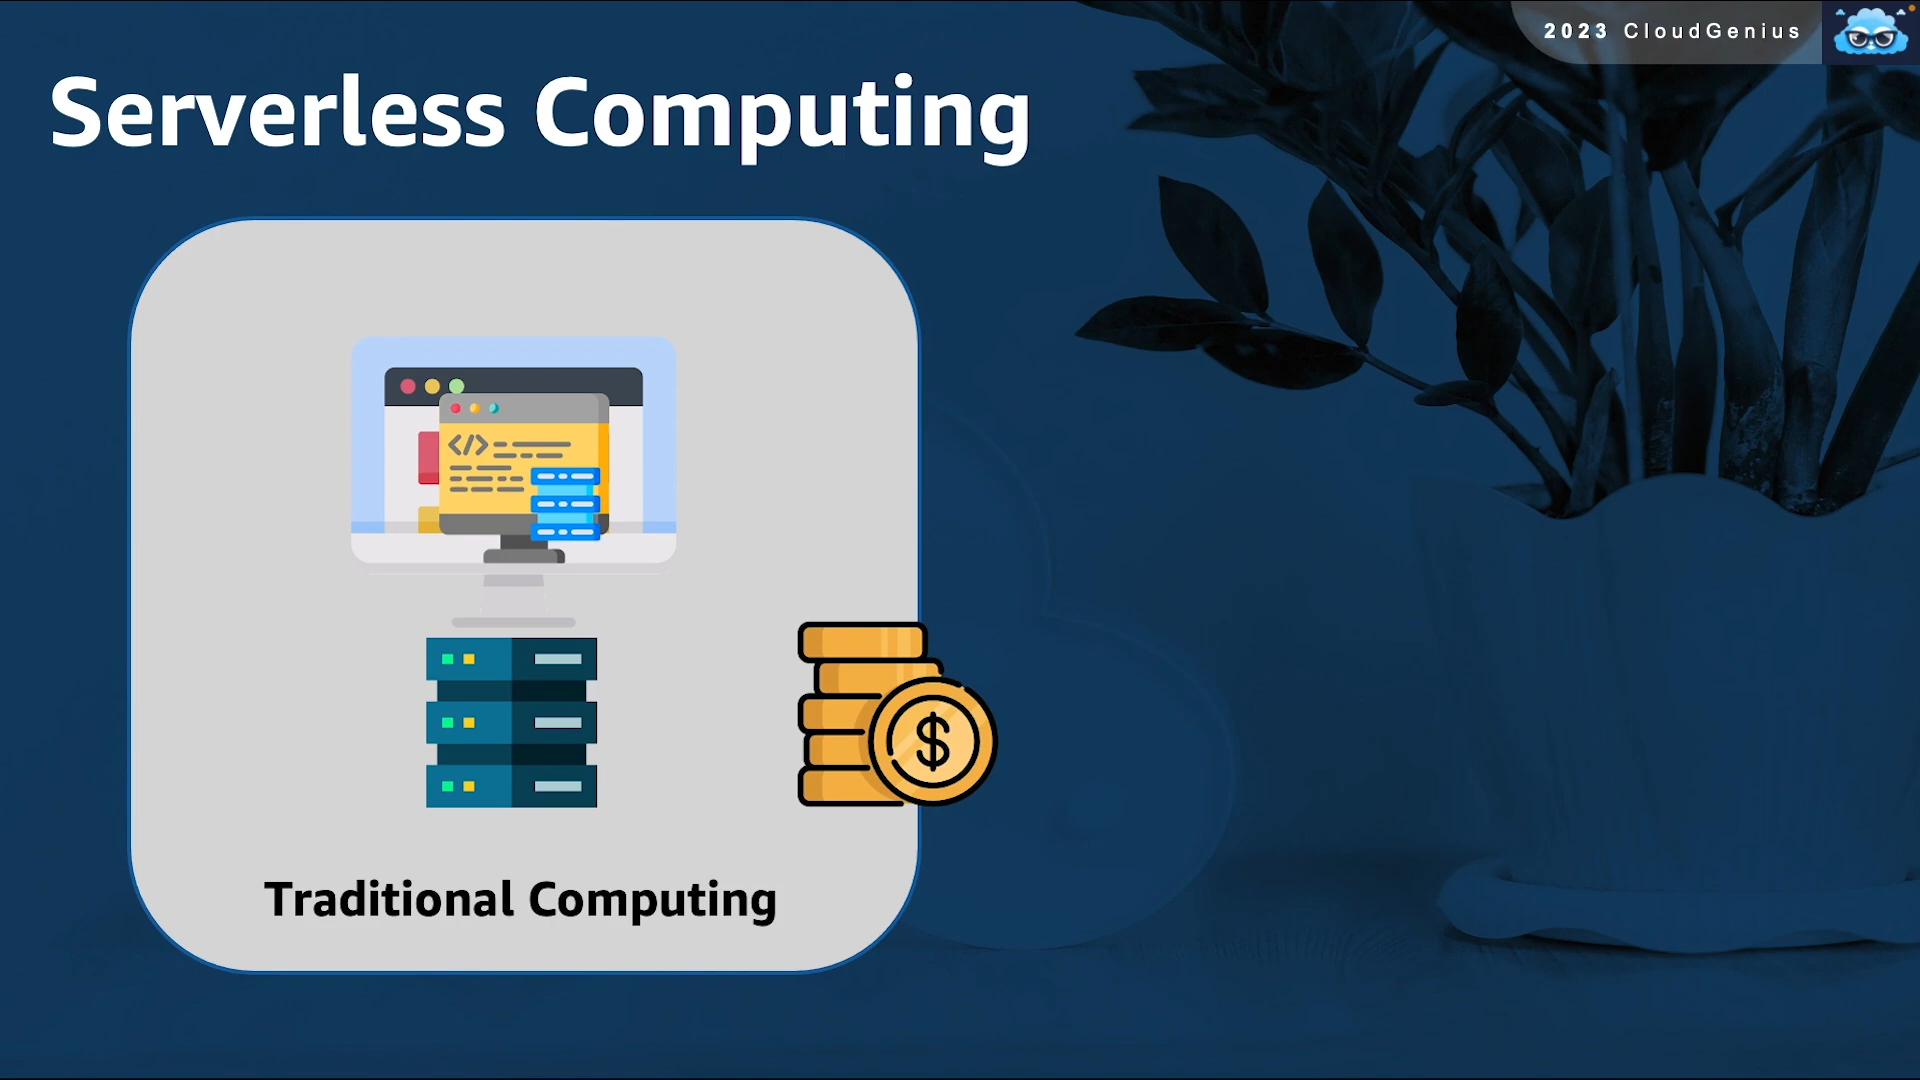 2023 CloudGenius
Serverless Computing
</>
$
Traditional Computing